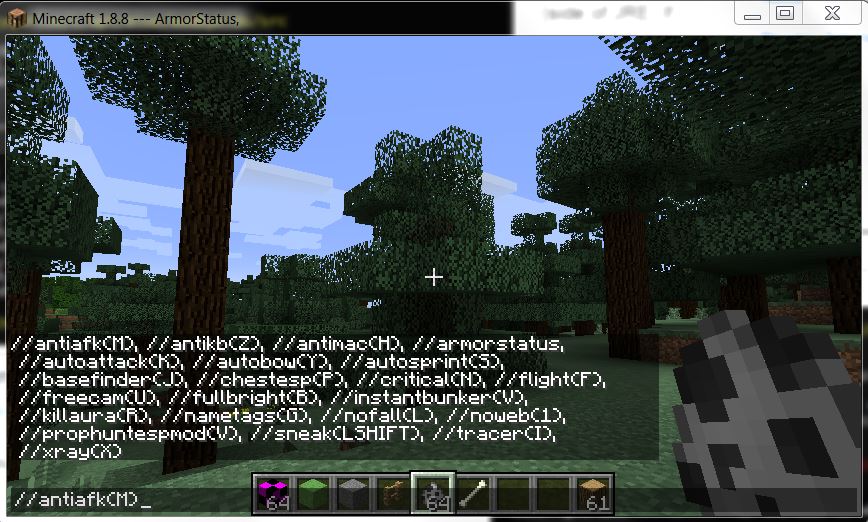 Minecraft 1.8.8 --- ArmorStatus,
//antiafk(M), //antikb(Z), //antimac(H), //armorstatus,
//autoattack(K), //autobow(Y), //autosprint(S),
//basefinder(J), //chestesp(P), //critical(N), //flight(F),
//freecam(U), //fullbright(B), //instantbunker(V),
//killaura(R), //nametags(G), //nofall(L), //noweb(1),
//prophuntespmod(V), //sneak(LSHIFT), //tracer(I),
//xray(X)
64 64 61
//antiafk(M)_